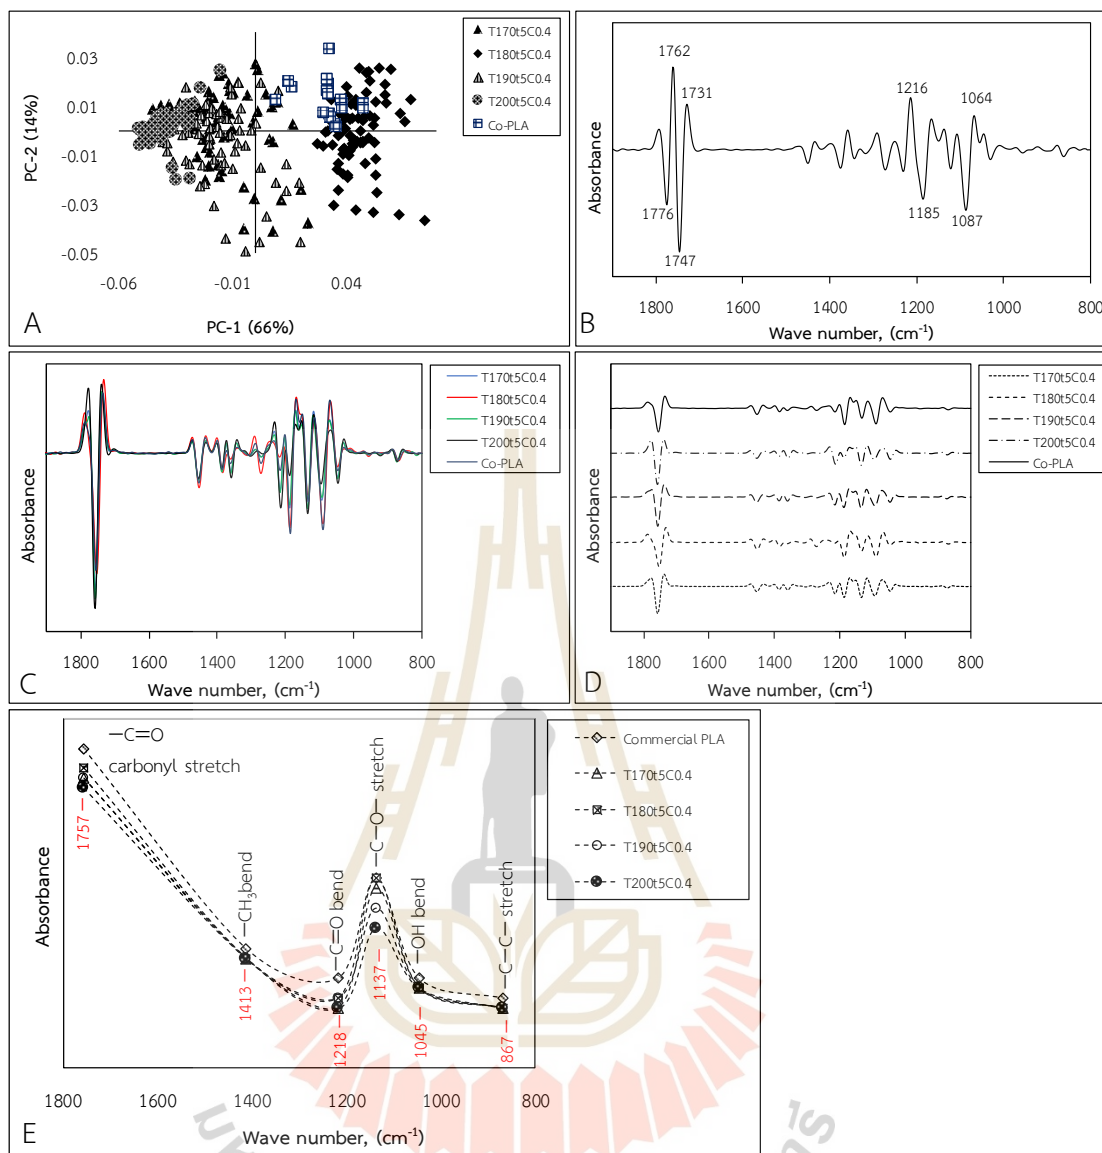 0.03
0.01
-0.01
-0.03
-0.05
-0.06
-0.01
0.04
PC-2 (14%)
PC-1 (66%)
A
T170t5C0.4
T180t5C0.4
T190t5C0.4
T200t5C0.4
Co-PLA
1762
1731
1776
1747
1216
1064
1185
1087
Absorbance
1800
1600
1400
1200
1000
800
Wave number, (cm⁻¹)
B
T170t5C0.4
T180t5C0.4
T190t5C0.4
T200t5C0.4
Co-PLA
Absorbance
1800
1600
1400
1200
1000
800
Wave number, (cm⁻¹)
C
T170t5C0.4
T180t5C0.4
T190t5C0.4
T200t5C0.4
Co-PLA
Absorbance
1800
1600
1400
1200
1000
800
Wave number, (cm⁻¹)
D
—C=O
carbonyl stretch
1757 —
—CH₃bend
1413 —
—C=O bend
1218 —
—C—O— stretch
1137 —
—OH bend
1045 —
—C—C— stretch
867 —
Absorbance
1800
1600
1400
1200
1000
800
Wave number, (cm⁻¹)
E
Commercial PLA
T170t5C0.4
T180t5C0.4
T190t5C0.4
T200t5C0.4